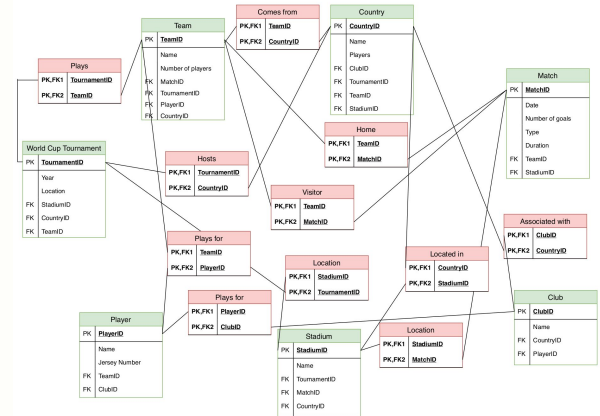 Team
PK TeamID
Name
Number of players
FK MatchID
FK TournamentID
FK PlayerID
FK CountryID
Comes from
PK,FK1 TeamID
PK,FK2 CountryID
Country
PK CountryID
Name
Players
FK ClubID
FK TournamentID
FK TeamID
FK StadiumID
Plays
PK,FK1 TournamentID
PK,FK2 TeamID
Match
PK MatchID
Date
Number of goals
Type
Duration
FK TeamID
FK StadiumID
Home
PK,FK1 TeamID
PK,FK2 MatchID
World Cup Tournament
PK TournamentID
Year
Location
FK StadiumID
FK CountryID
FK TeamID
Hosts
PK,FK1 TournamentID
PK,FK2 CountryID
Visitor
PK,FK1 TeamID
PK,FK2 MatchID
Associated with
PK,FK1 ClubID
PK,FK2 CountryID
Plays for
PK,FK1 TeamID
PK,FK2 PlayerID
Located in
PK,FK1 CountryID
PK,FK2 StadiumID
Location
PK,FK1 StadiumID
PK,FK2 TournamentID
Plays for
PK,FK1 PlayerID
PK,FK2 ClubID
Club
PK ClubID
Name
FK CountryID
FK PlayerID
Player
PK PlayerID
Name
Jersey Number
FK TeamID
FK ClubID
Stadium
PK StadiumID
Name
FK TournamentID
FK MatchID
FK CountryID
Location
PK,FK1 StadiumID
PK,FK2 MatchID